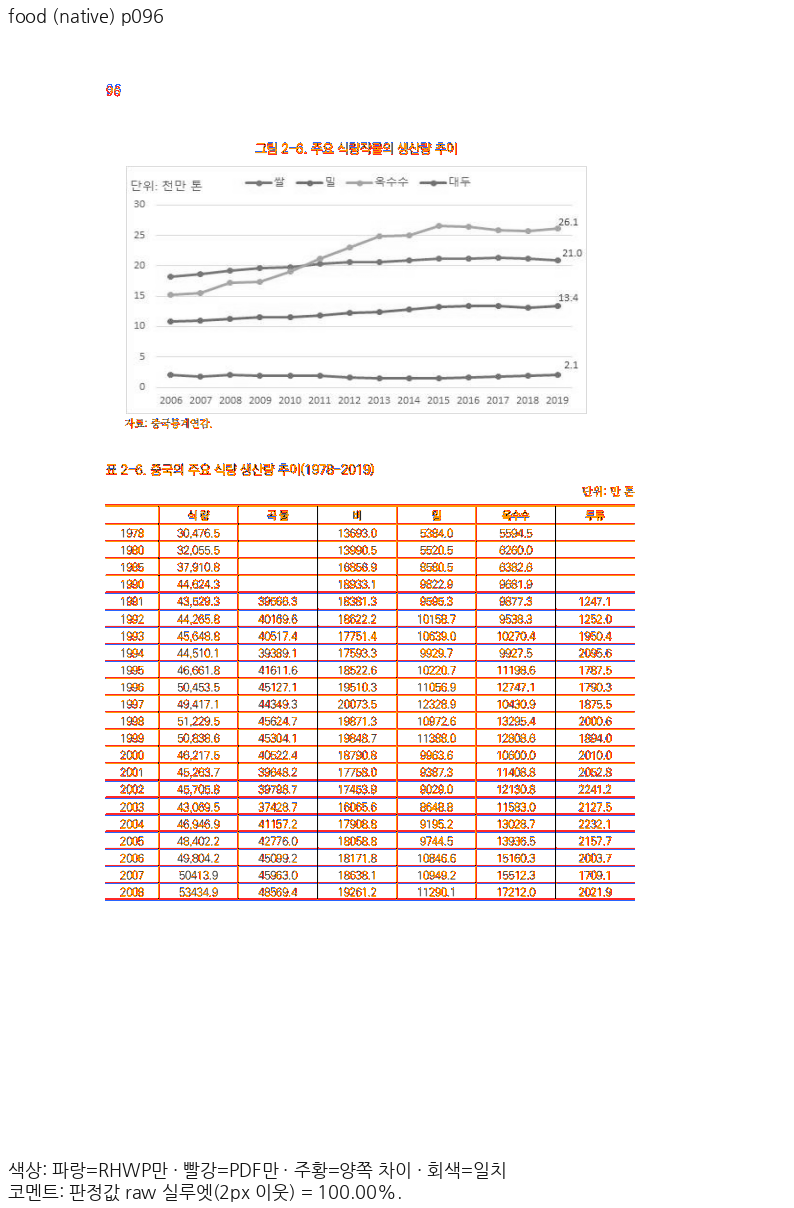 food (native) p096
96
그림 2-6. 주요 식량작물의 생산량 추이
단위: 전만 톤
쌀 밀 옥수수 대두
30
25
20
15
10
5
0
26.1
21.0
13.4
2.1
2006 2007 2008 2009 2010 2011 2012 2013 2014 2015 2016 2017 2018 2019
자료: 중국통계연감.
표 2-6. 중국의 주요 식량 생산량 추이(1978-2019)
단위: 만 톤
식량 곡물 벼 밀 옥수수 두류
1978 30,476.5 13693.0 5384.0 5594.5
1980 32,055.5 13990.5 5520.5 6260.0
1985 37,910.8 16856.9 8580.5 6382.6
1990 44,624.3 18933.1 9822.9 9681.9
1991 43,529.3 39566.3 18381.3 9595.3 9877.3 1247.1
1992 44,265.8 40169.6 18622.2 10158.7 9538.3 1252.0
1993 45,648.8 40517.4 17751.4 10639.0 10270.4 1950.4
1994 44,510.1 39389.1 17593.3 9929.7 9927.5 2095.6
1995 46,661.8 41611.6 18522.6 10220.7 11198.6 1787.5
1996 50,453.5 45127.1 19510.3 11056.9 12747.1 1790.3
1997 49,417.1 44349.3 20073.5 12328.9 10430.9 1875.5
1998 51,229.5 45624.7 19871.3 10972.6 13295.4 2000.6
1999 50,838.6 45304.1 19848.7 11388.0 12808.6 1894.0
2000 46,217.5 40522.4 18790.8 9963.6 10600.0 2010.0
2001 45,263.7 39648.2 17758.0 9387.3 11408.8 2052.8
2002 45,705.8 39798.7 17453.9 9029.0 12130.8 2241.2
2003 43,069.5 37428.7 16065.6 8648.8 11583.0 2127.5
2004 46,946.9 41157.2 17908.8 9195.2 13028.7 2232.1
2005 48,402.2 42776.0 18058.8 9744.5 13936.5 2157.7
2006 49,804.2 45099.2 18171.8 10846.6 15160.3 2003.7
2007 50413.9 45963.0 18638.1 10949.2 15512.3 1709.1
2008 53434.9 48569.4 19261.2 11290.1 17212.0 2021.9
색상: 파랑=RHWP만 · 빨강=PDF만 · 주황=양쪽 차이 · 회색=일치
코멘트: 판정값 raw 실루엣(2px 이웃) = 100.00%.